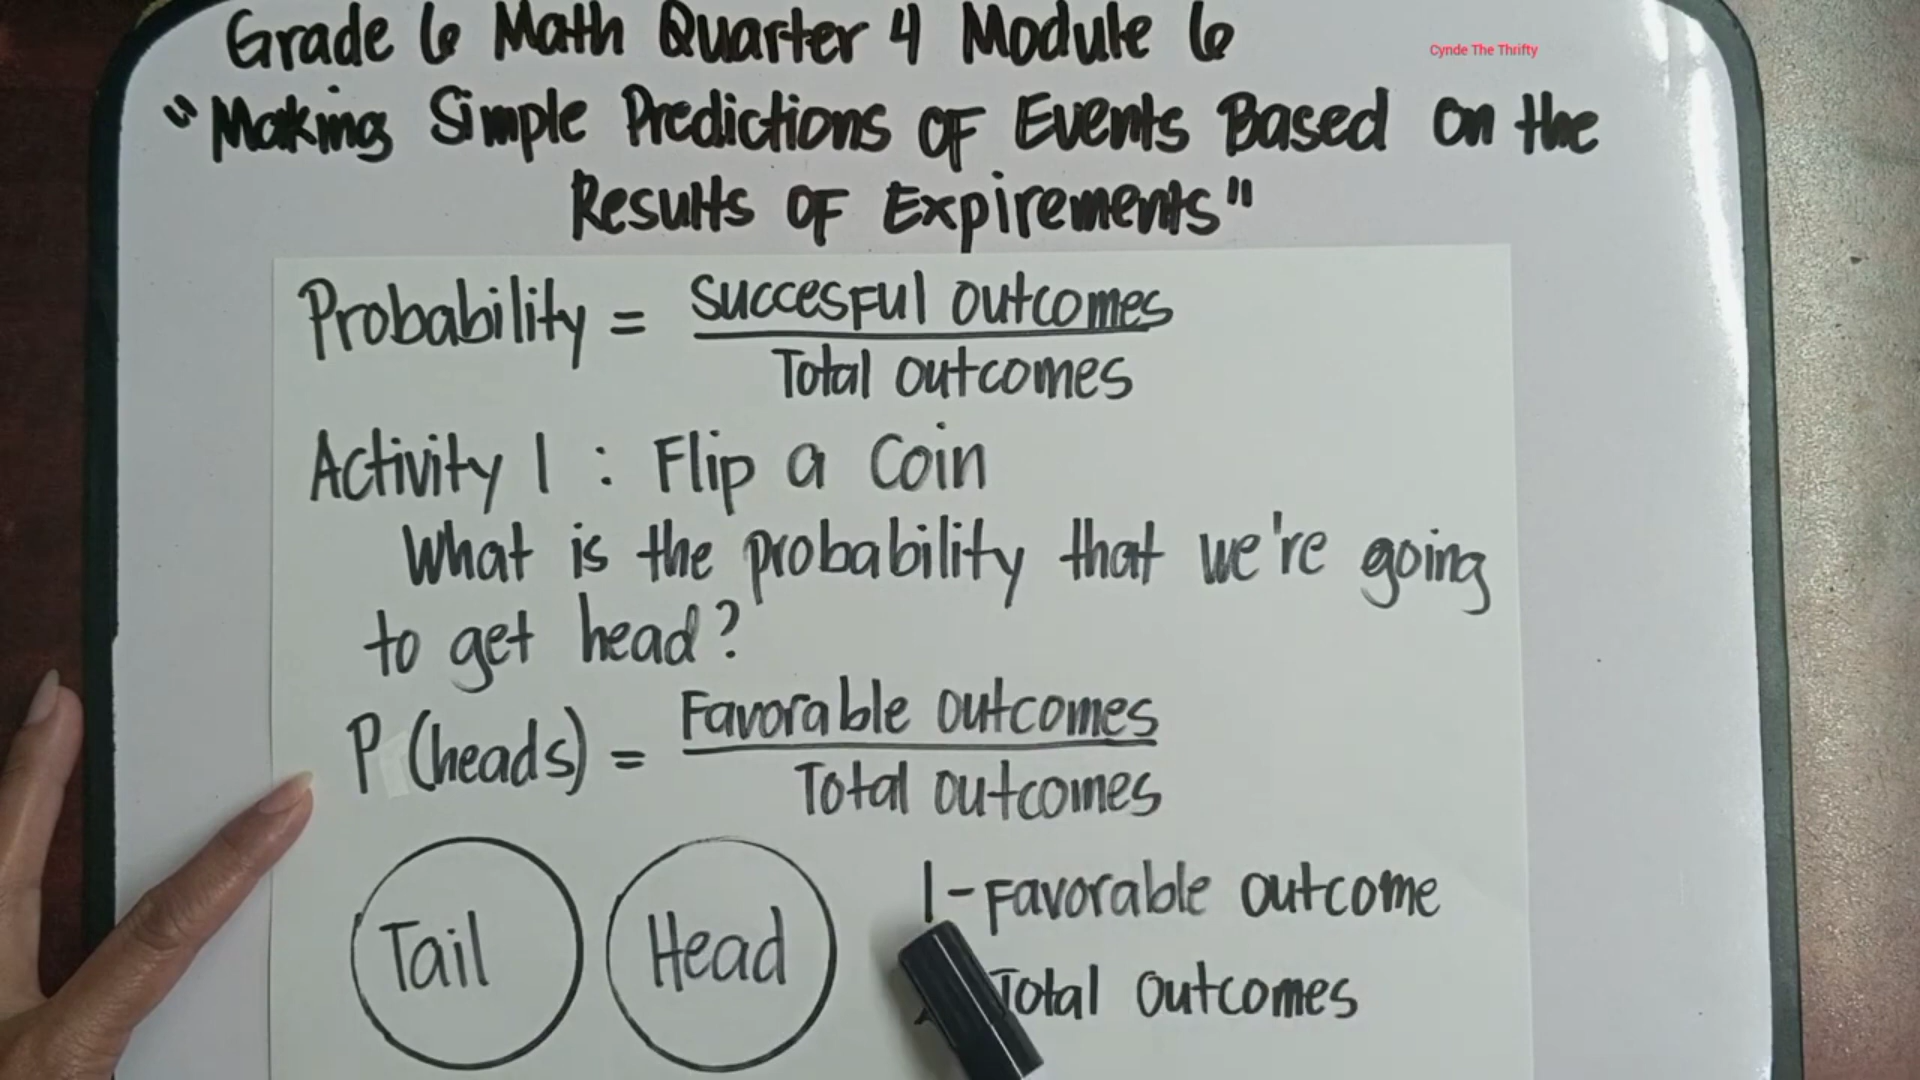 Grade 6 Math Quarter 4 Module 6
Cynde The Thrifty
"Making Simple Predictions OF Events Based on the
Results OF Expirements"
Probability = Succesful outcomes
Total outcomes
Activity 1 : Flip a Coin
What is the probability that we're going
to get head?
P (heads) = Favorable outcomes
Total outcomes
Tail
Head
1 - Favorable outcome
Total outcomes